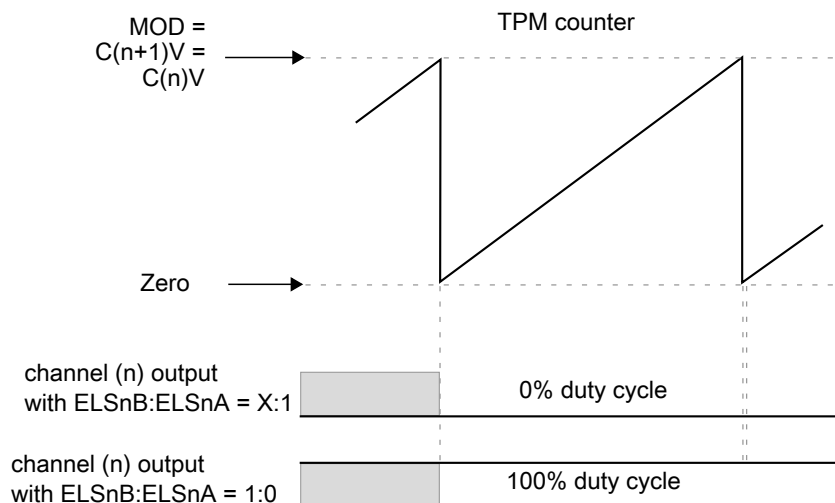 MOD =
C(n+1)V =
C(n)V
TPM counter
Zero
channel (n) output
with ELSnB:ELSnA = X:1
0% duty cycle
channel (n) output
with ELSnB:ELSnA = 1:0
100% duty cycle